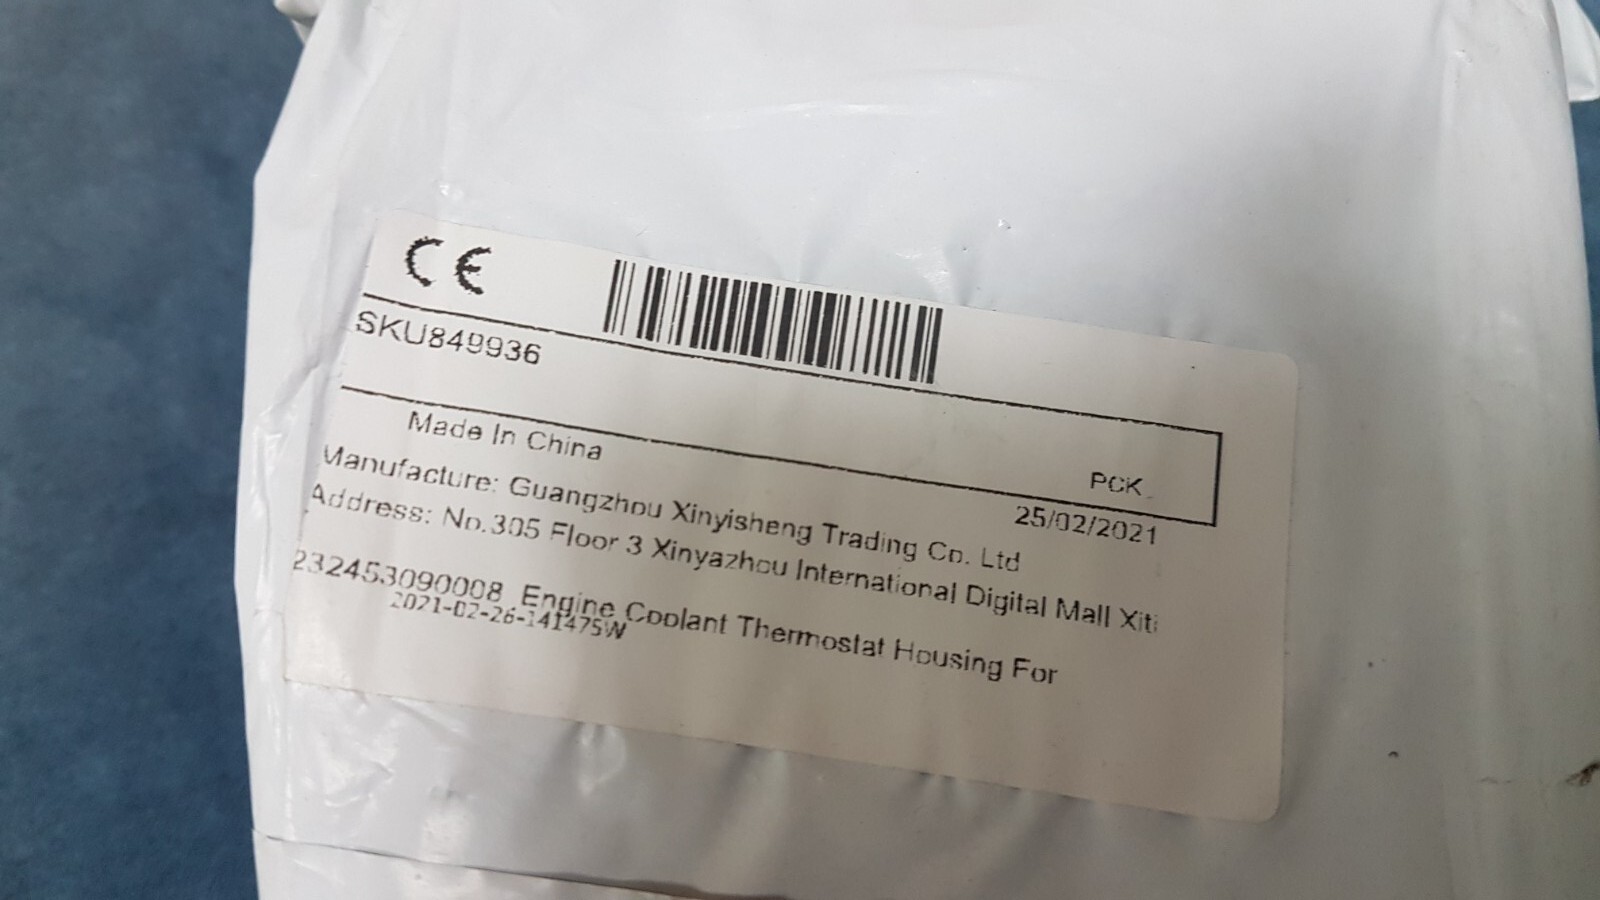 CE
SKU849936
Made In China
PCK
25/02/2021
Manufacture: Guangzhou Xinyisheng Trading Co. Ltd
Address: No.305 Floor 3 Xinyazhou International Digital Mall Xiti
232453090008 Engine Coolant Thermostat Housing For
2021-02-26-141475W